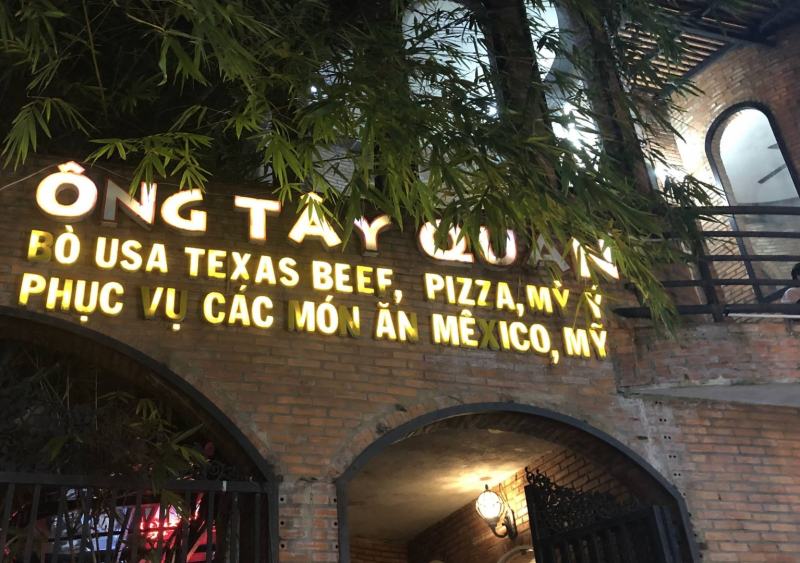 ÔNG TÂY QUÁN
BÒ USA TEXAS BEEF, PIZZA, MỲ Ý
PHỤC VỤ CÁC MÓN ĂN MÊXICO, MỸ